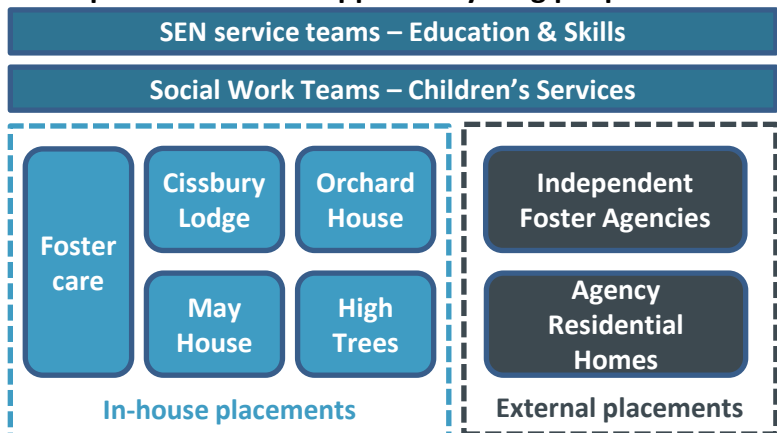 SEN service teams – Education & Skills
Social Work Teams – Children's Services
Foster
care
Cissbury
Lodge
Orchard
House
May
House
High
Trees
In-house placements
Independent
Foster Agencies
Agency
Residential
Homes
External placements